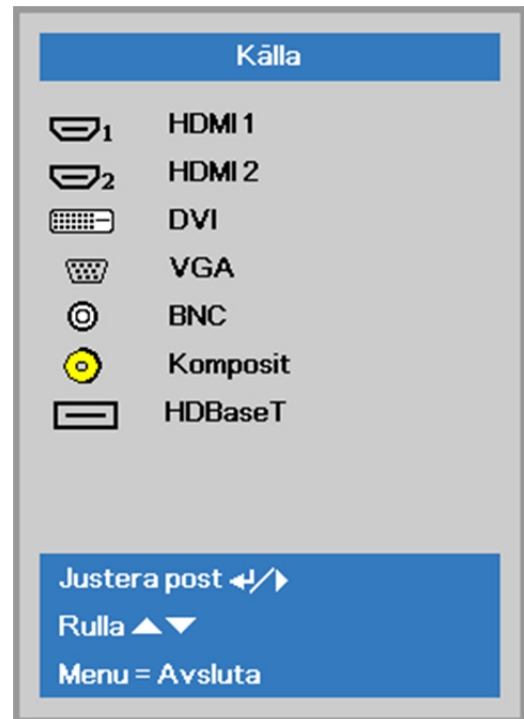 Källa
HDMI 1
HDMI 2
DVI
VGA
BNC
Komposit
HDBaseT
Justera post ↵/▶
Rulla ▲▼
Menu = Avsluta